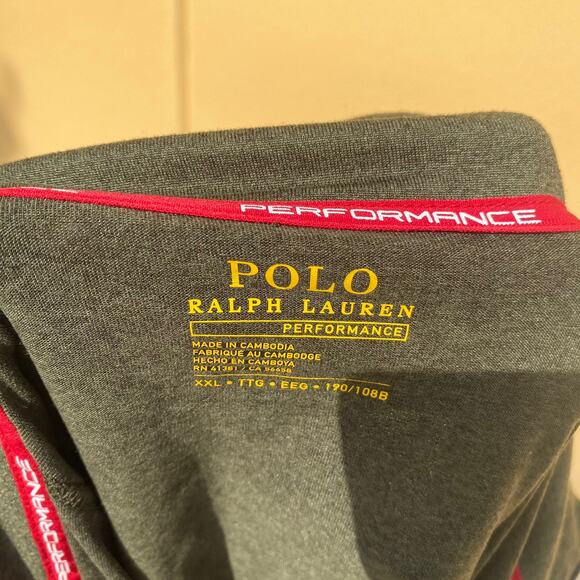 PERFORMANCE
POLO
RALPH LAUREN
PERFORMANCE
MADE IN CAMBODIA
FABRIQUÉ AU CAMBODGE
HECHO EN CAMBOYA
RN 41381 / CA 56658
XXL • TTG • EEG • 190/108B
PERFORMANCE